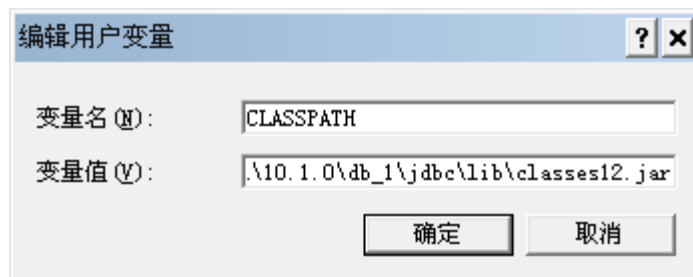 编辑用户变量
变量名(N): CLASSPATH
变量值(V): .\10.1.0\db_1\jdbc\lib\classes12.jar
确定 取消